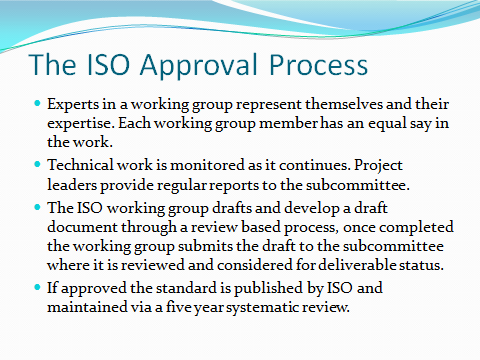 The ISO Approval Process
Experts in a working group represent themselves and their
expertise. Each working group member has an equal say in
the work.
Technical work is monitored as it continues. Project
leaders provide regular reports to the subcommittee.
The ISO working group drafts and develop a draft
document through a review based process, once completed
the working group submits the draft to the subcommittee
where it is reviewed and considered for deliverable status.
If approved the standard is published by ISO and
maintained via a five year systematic review.